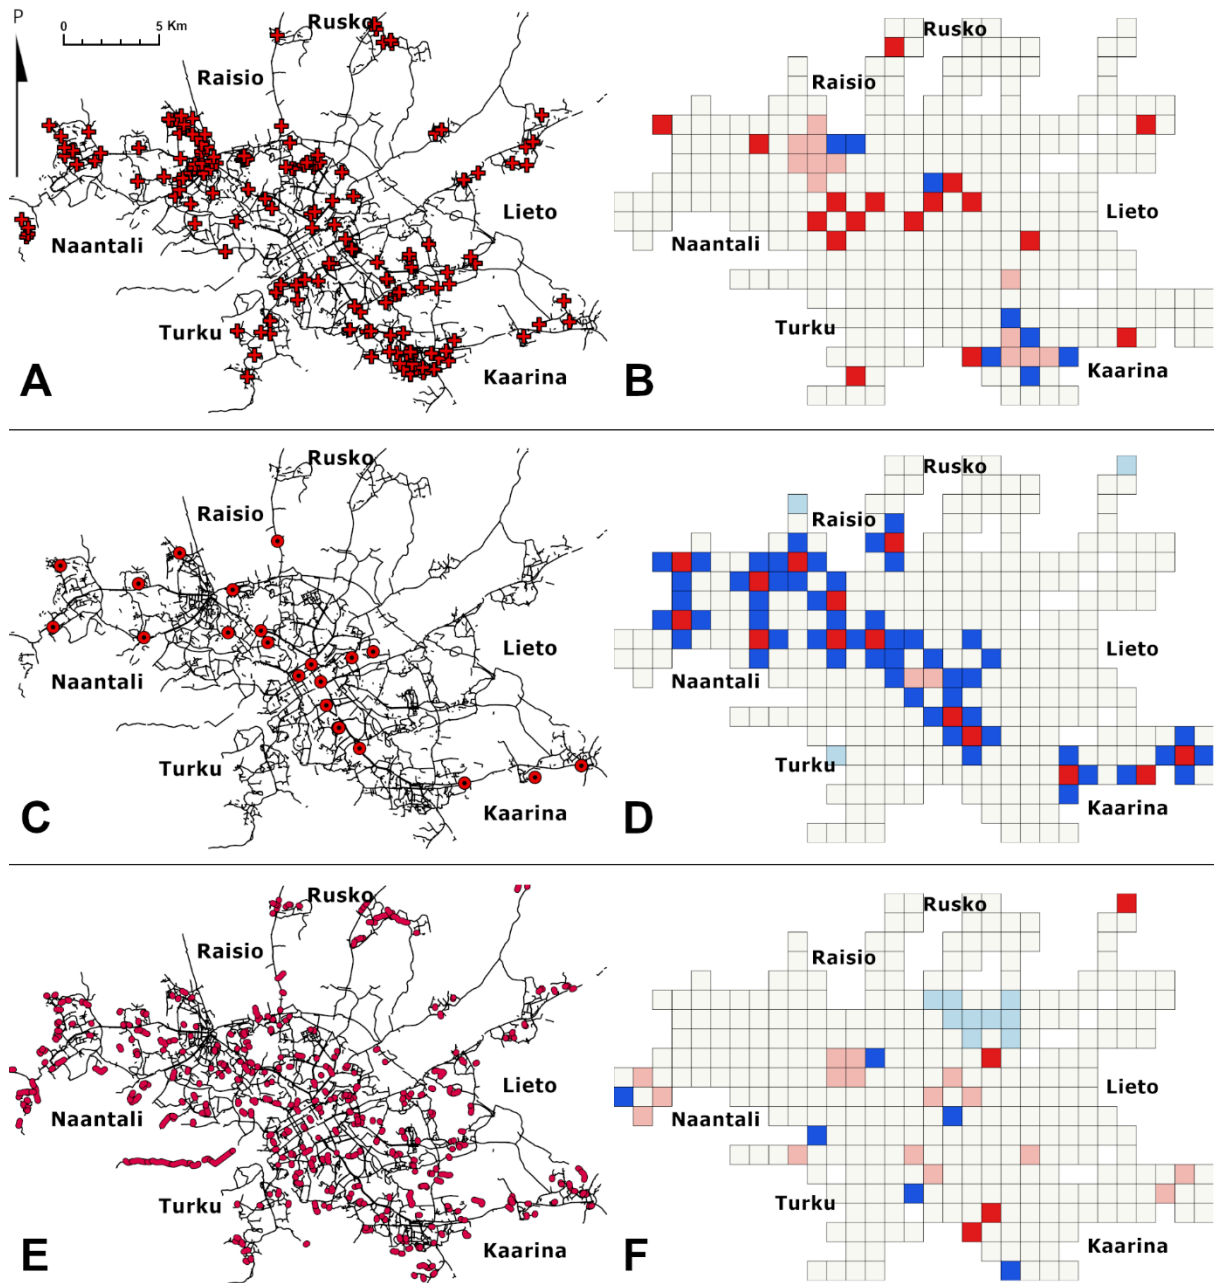 P
0 5 Km
Rusko
Raisio
Naantali
Lieto
Turku
Kaarina
A
Rusko
Raisio
Naantali
Lieto
Turku
Kaarina
B
Rusko
Raisio
Naantali
Lieto
Turku
Kaarina
C
Rusko
Raisio
Naantali
Lieto
Turku
Kaarina
D
Rusko
Raisio
Naantali
Lieto
Turku
Kaarina
E
Rusko
Raisio
Naantali
Lieto
Turku
Kaarina
F